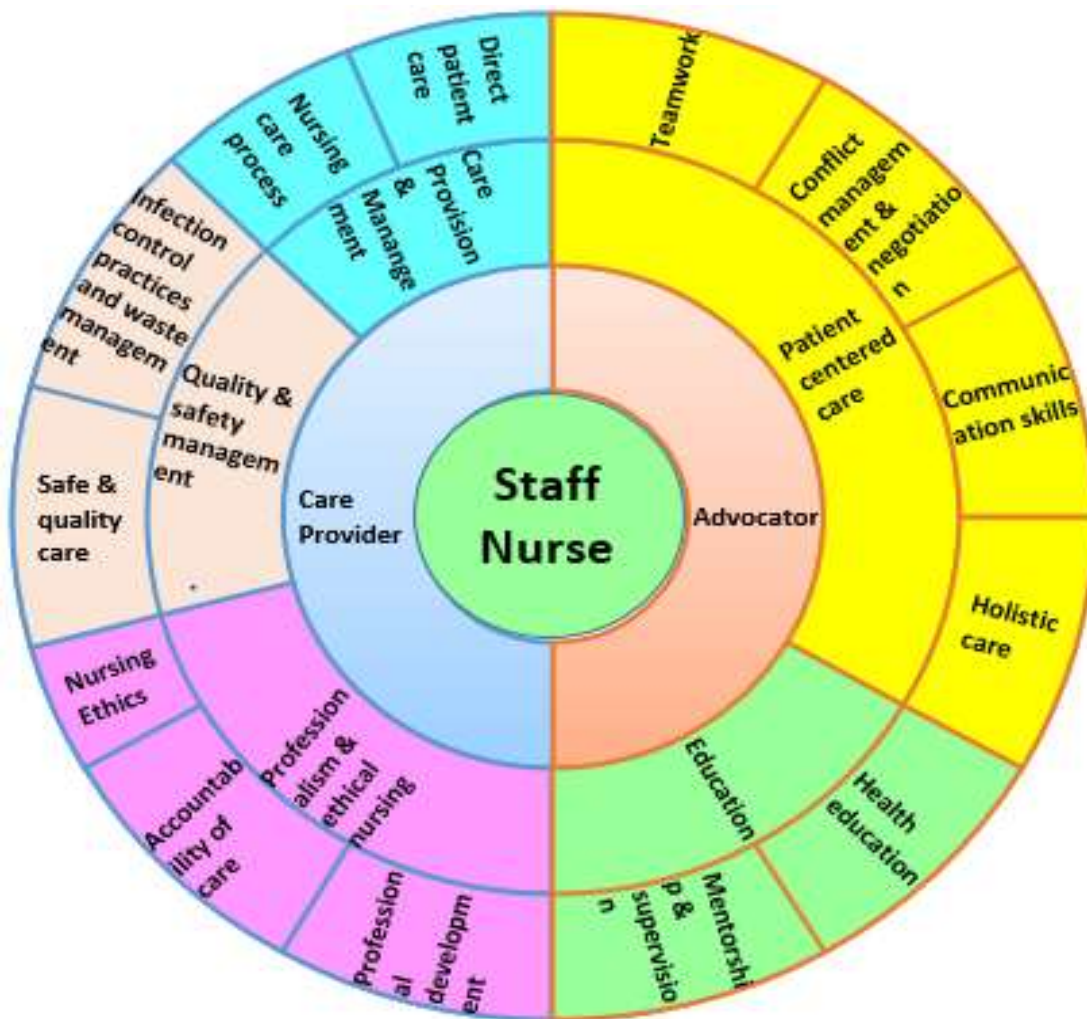 Staff
Nurse
Care
Provider
Advocator
Care
Provision
&
Manange
ment
Direct
patient
care
Nursing
care
process
Quality &
safety
managem
ent
.
Infection
control
practices
and waste
managem
ent
Safe &
quality
care
Profession
alism &
ethical
nursing
Nursing
Ethics
Accountab
ility of
care
Profession
al
developm
ent
Patient
centered
care
Teamwork
Conflict
managem
ent &
negotiatio
n
Communic
ation skills
Holistic
care
Education
Health
education
Mentorshi
p &
supervisio
n